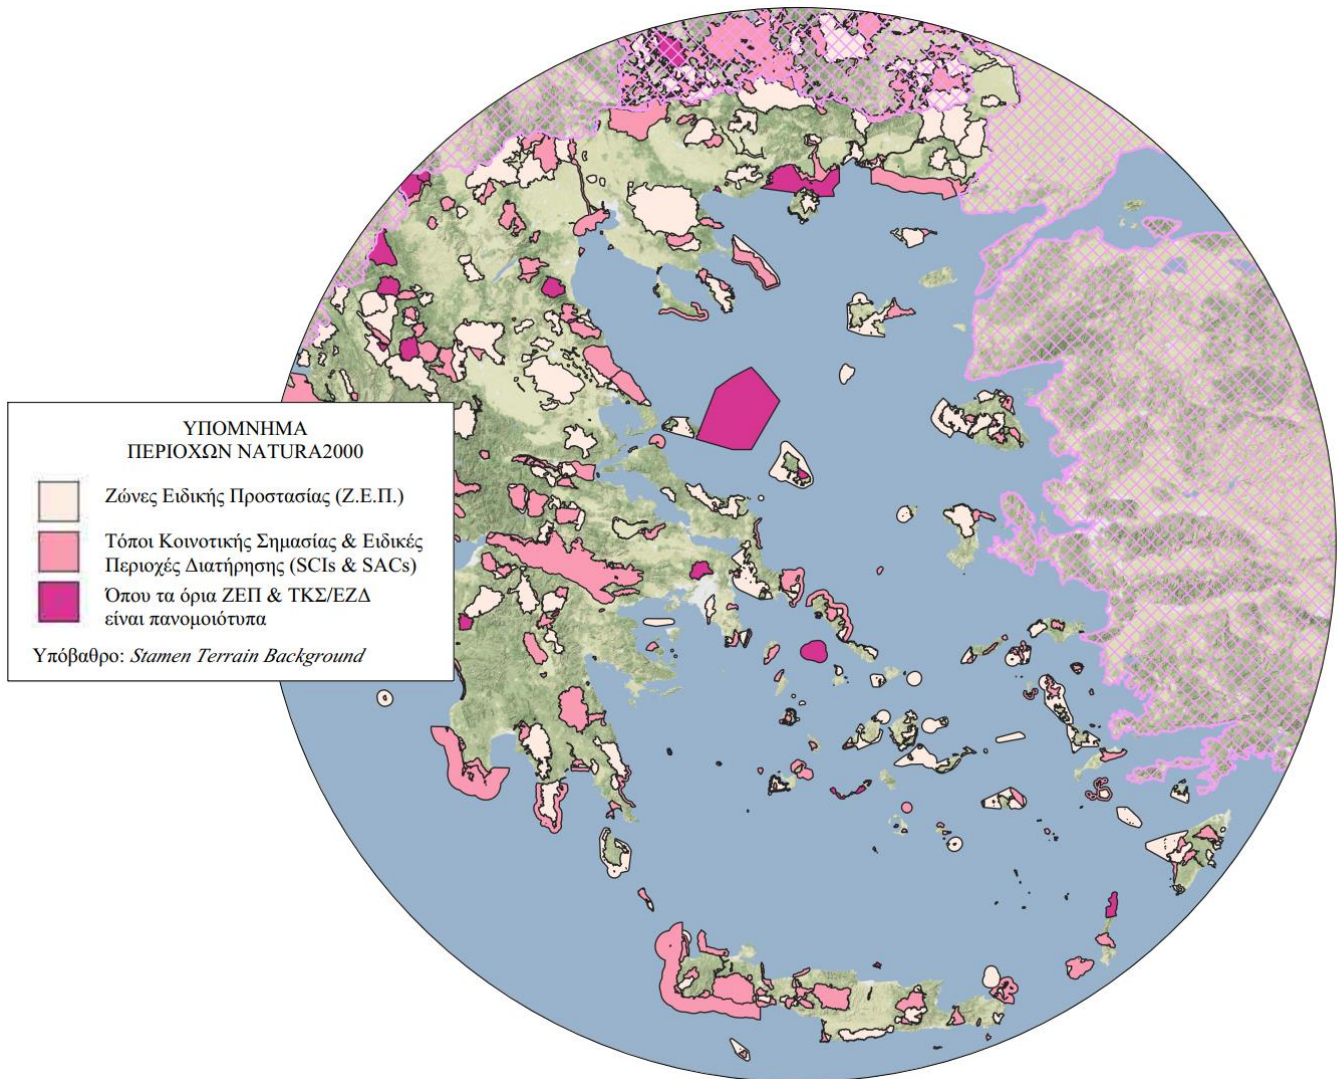 ΥΠΟΜΝΗΜΑ
ΠΕΡΙΟΧΩΝ NATURA2000
Ζώνες Ειδικής Προστασίας (Ζ.Ε.Π.)
Τόποι Κοινοτικής Σημασίας & Ειδικές
Περιοχές Διατήρησης (SCIs & SACs)
Όπου τα όρια ΖΕΠ & ΤΚΣ/ΕΖΔ
είναι πανομοιότυπα
Υπόβαθρο: Stamen Terrain Background